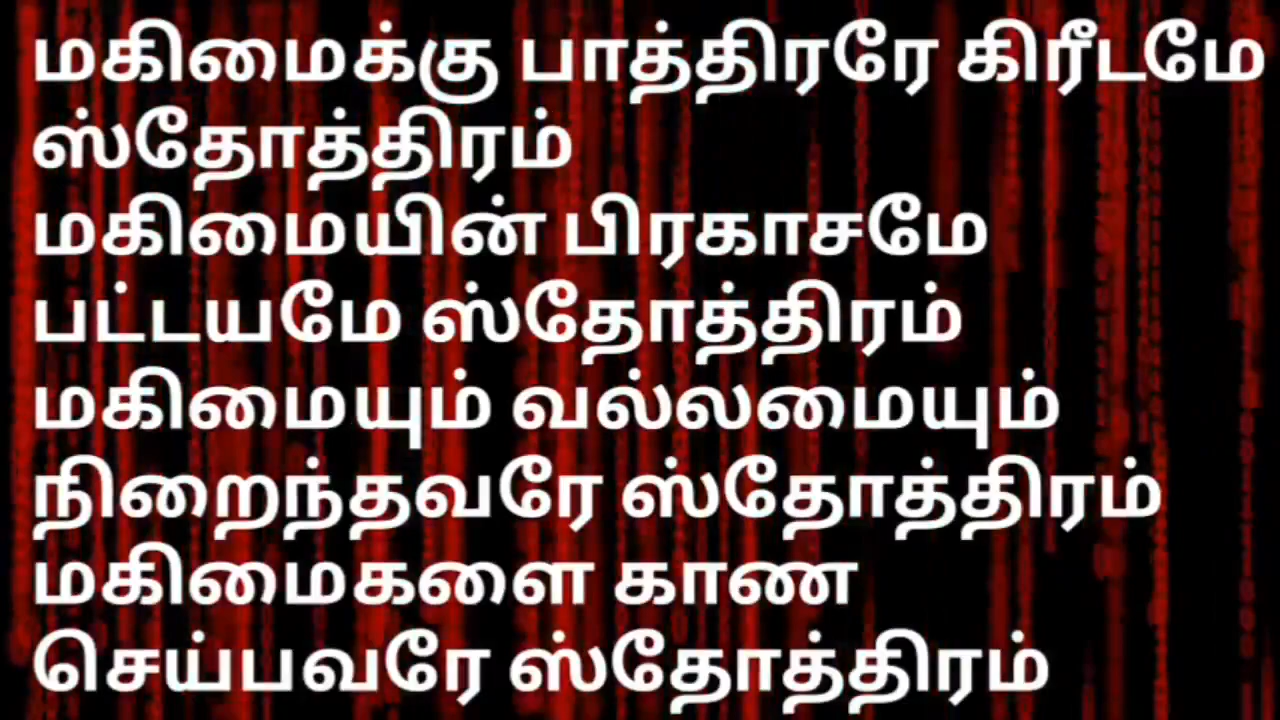 மகிமைக்கு பாத்திரரே கிரீடமே
ஸ்தோத்திரம்
மகிமையின் பிரகாசமே
பட்டயமே ஸ்தோத்திரம்
மகிமையும் வல்லமையும்
நிறைந்தவரே ஸ்தோத்திரம்
மகிமைகளை காண
செய்பவரே ஸ்தோத்திரம்